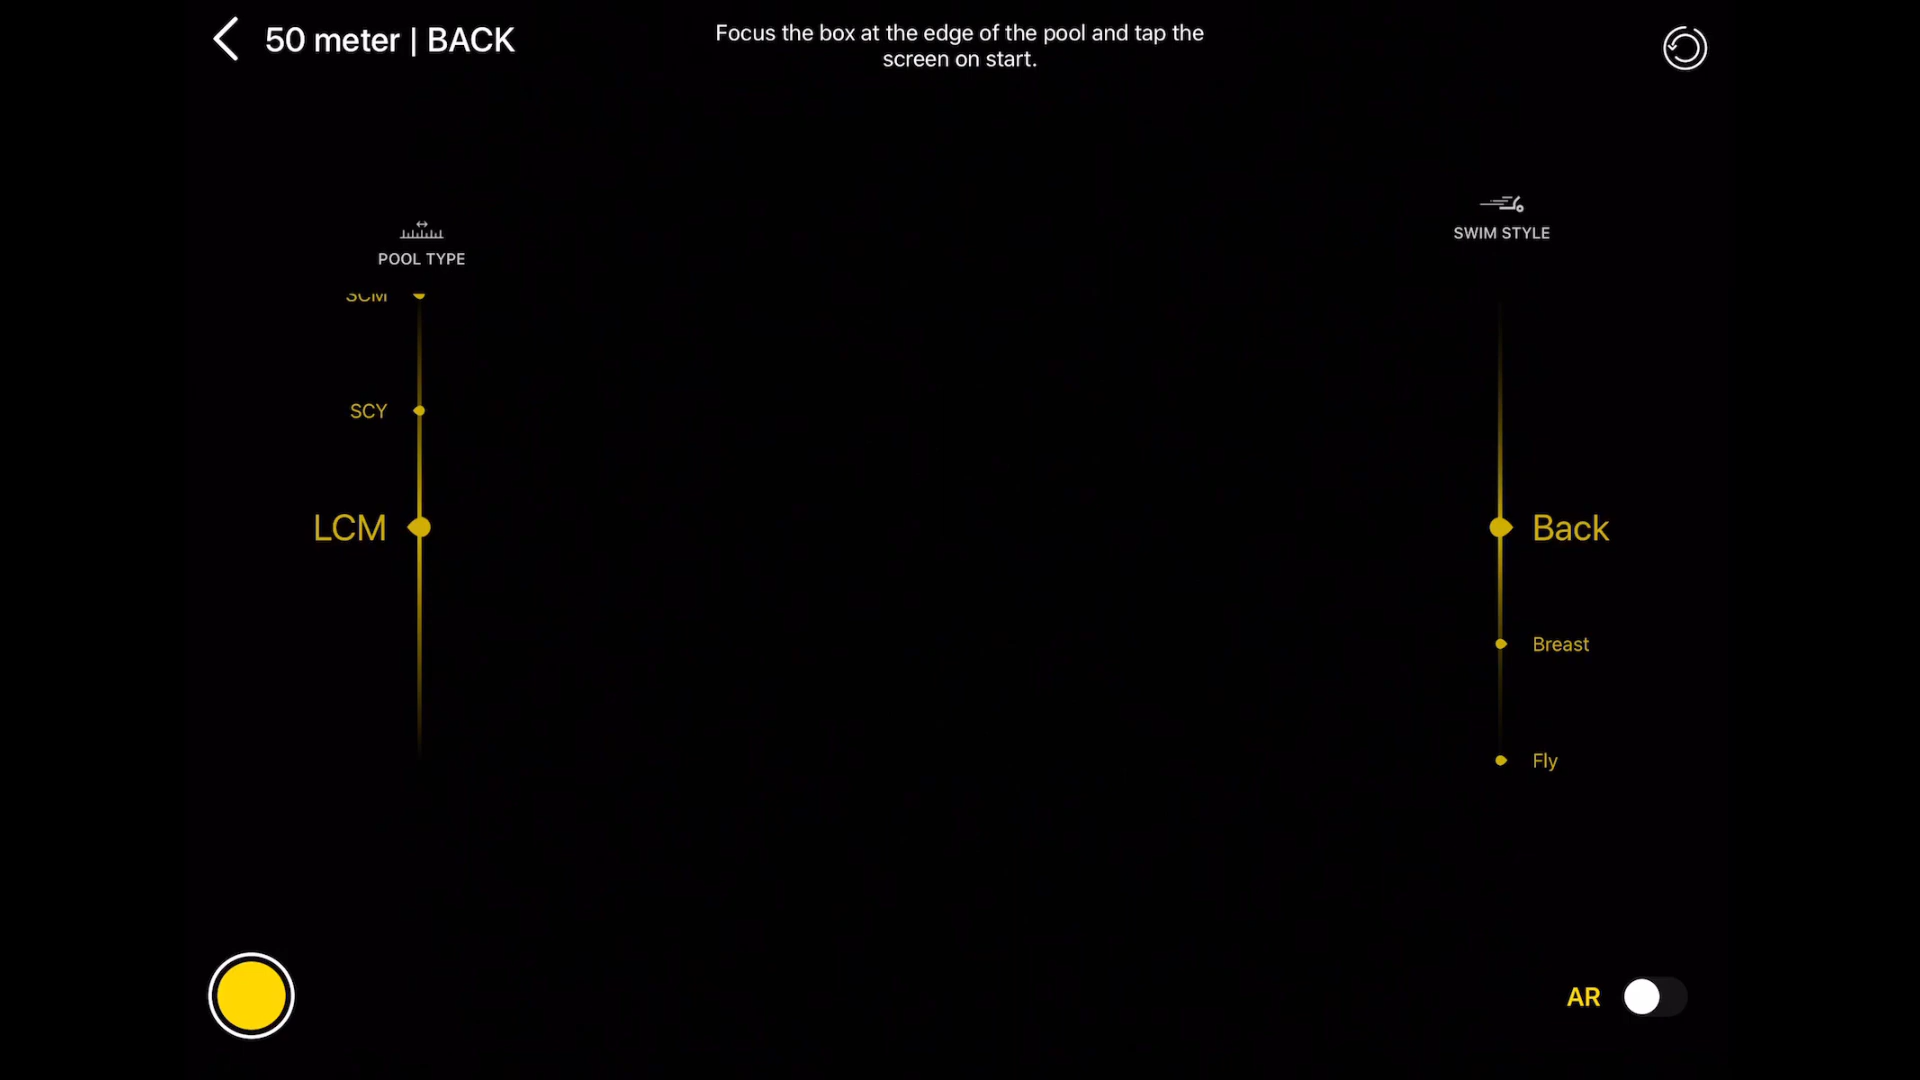 50 meter | BACK
Focus the box at the edge of the pool and tap the
screen on start.
POOL TYPE
SCM
SCY
LCM
SWIM STYLE
Back
Breast
Fly
AR